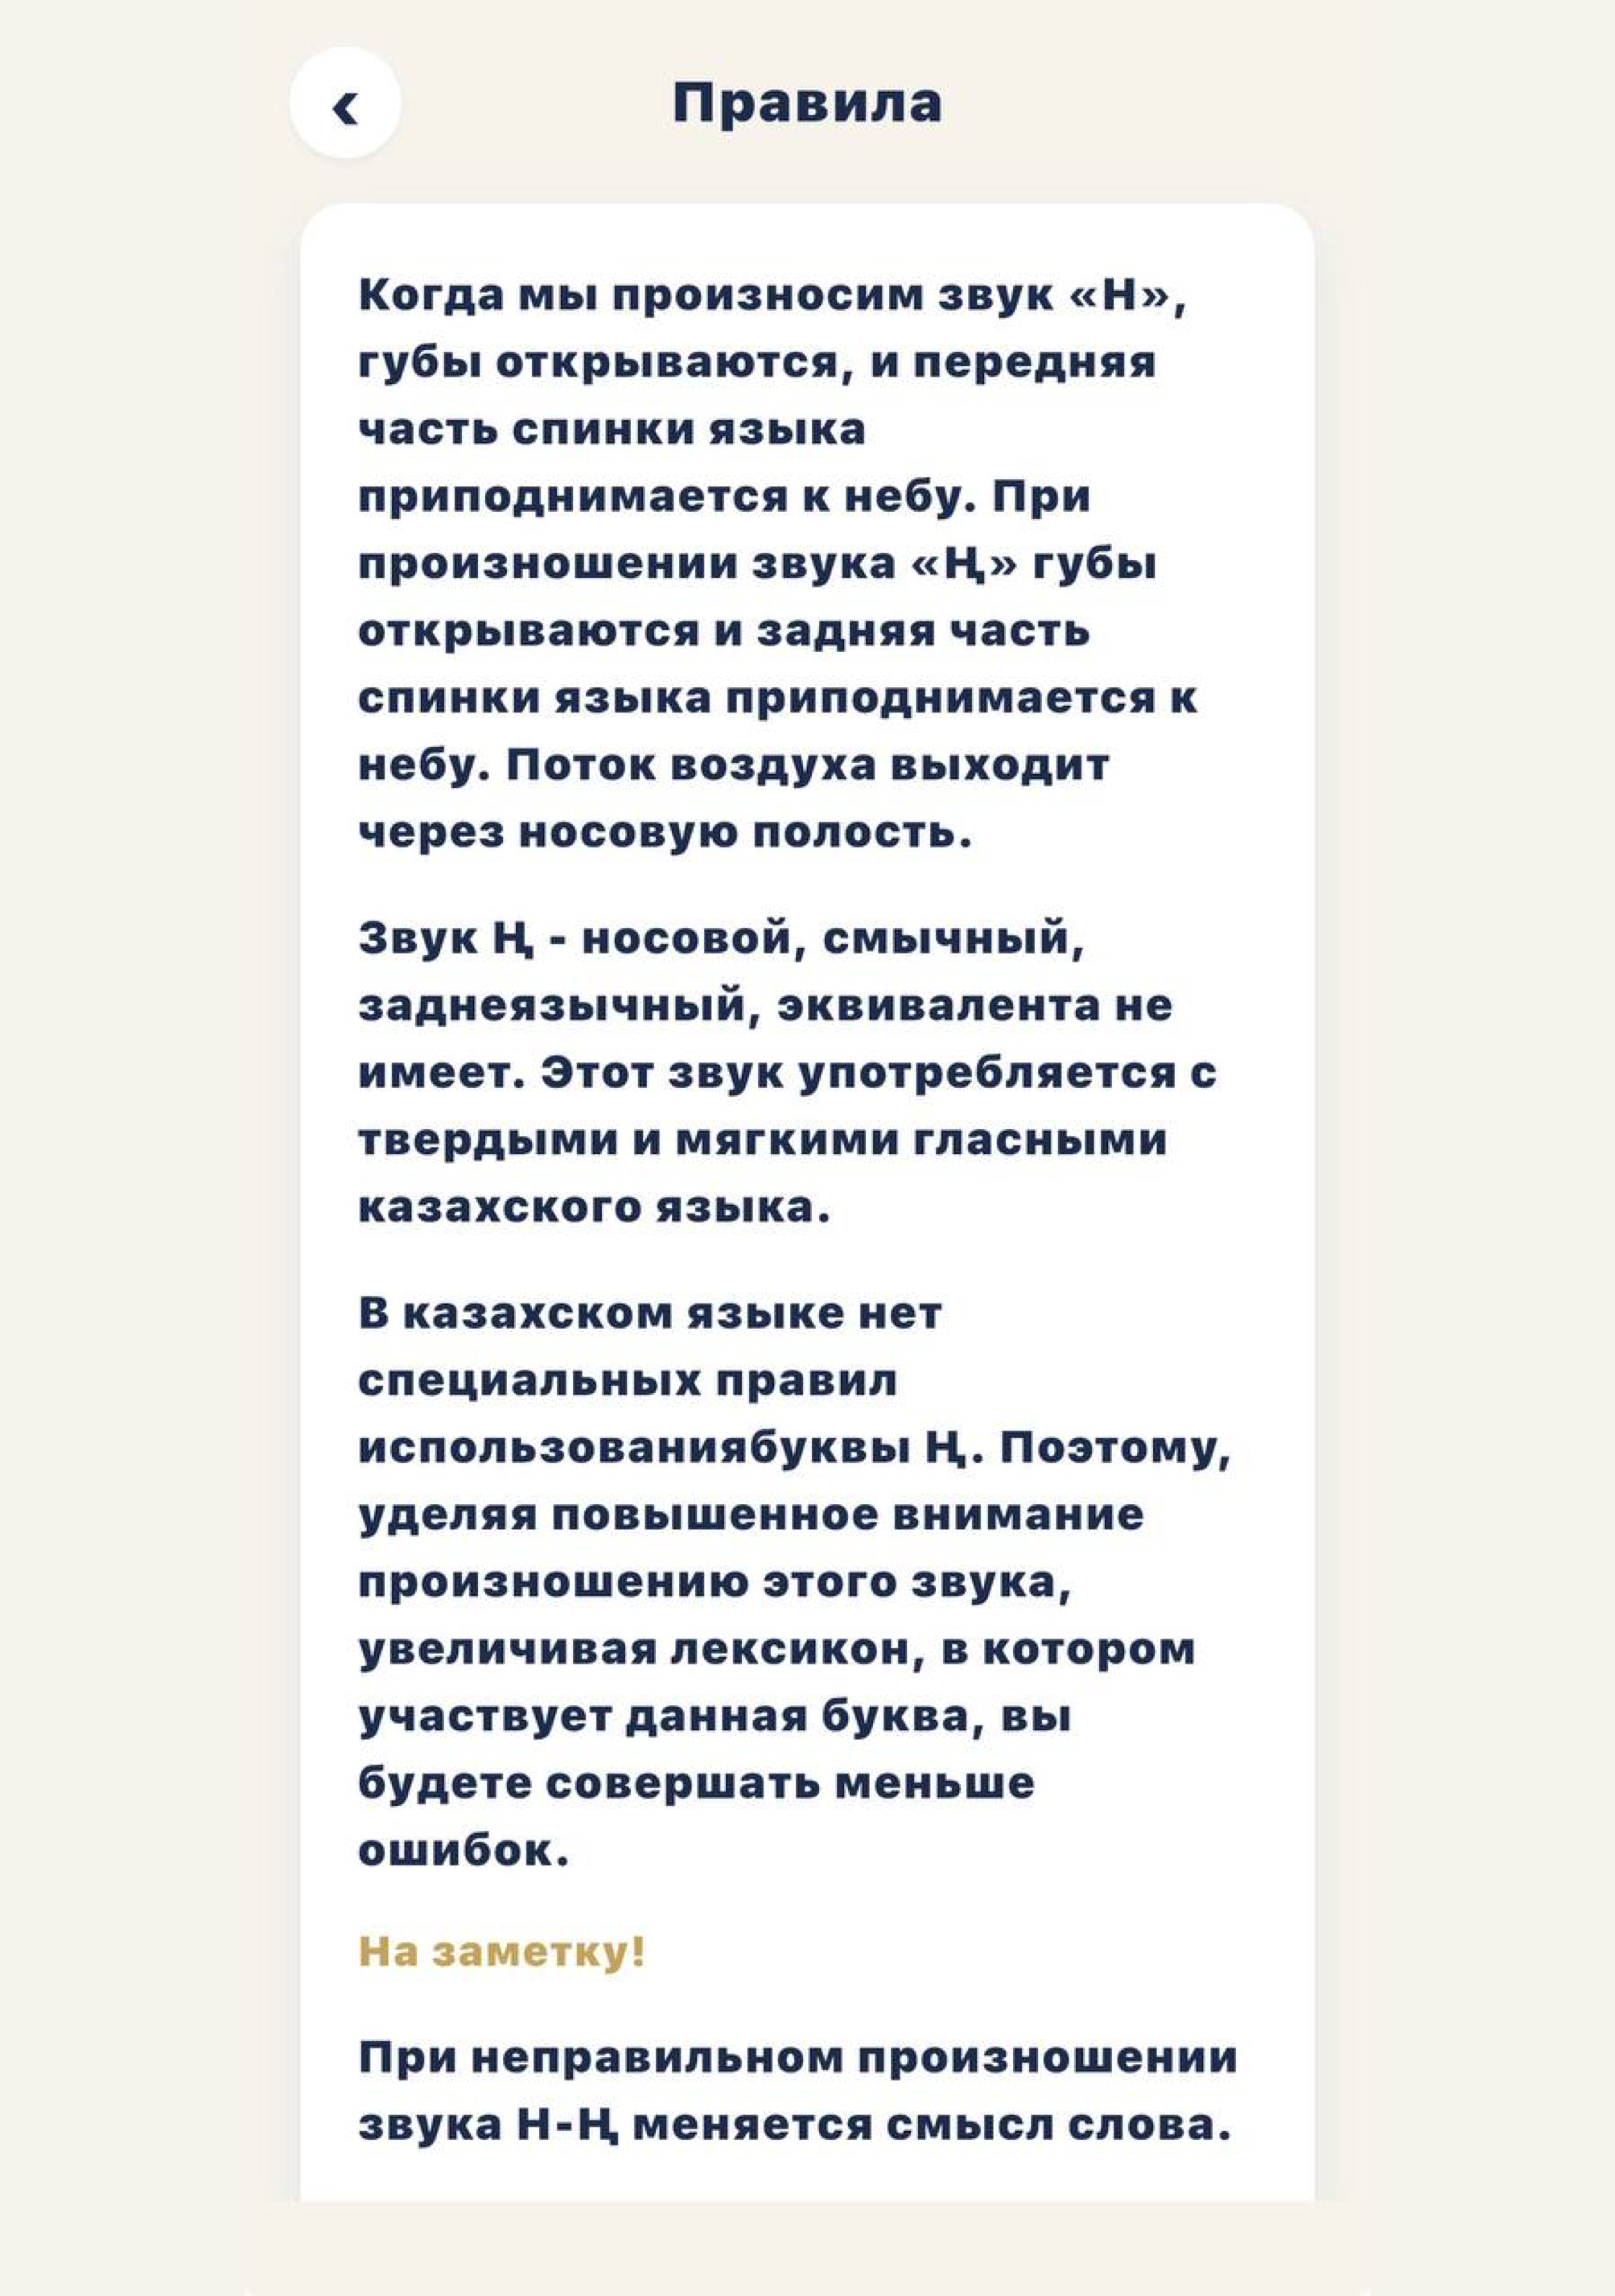 Правила
Когда мы произносим звук «Н»,
губы открываются, и передняя
часть спинки языка
приподнимается к небу. При
произношении звука «Ң» губы
открываются и задняя часть
спинки языка приподнимается к
небу. Поток воздуха выходит
через носовую полость.
Звук Ң - носовой, смычный,
заднеязычный, эквивалента не
имеет. Этот звук употребляется с
твердыми и мягкими гласными
казахского языка.
В казахском языке нет
специальных правил
использованиябуквы Ң. Поэтому,
уделяя повышенное внимание
произношению этого звука,
увеличивая лексикон, в котором
участвует данная буква, вы
будете совершать меньше
ошибок.
На заметку!
При неправильном произношении
звука Н-Ң меняется смысл слова.